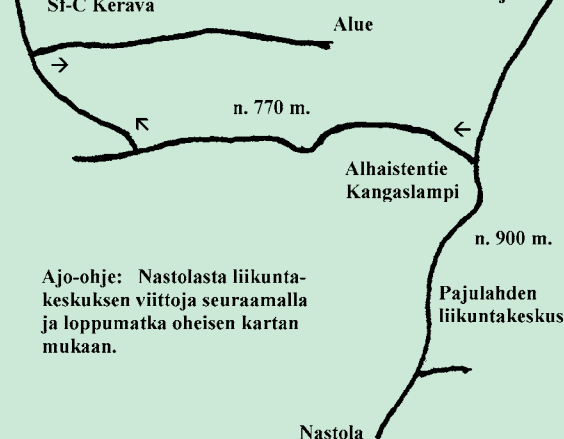 Sf-C Kerava
Alue
n. 770 m.
Alhaistentie
Kangaslampi
n. 900 m.
Ajo-ohje: Nastolasta liikunta-
keskuksen viittoja seuraamalla
ja loppumatka oheisen kartan
mukaan.
Pajulahden
liikuntakeskus
Nastola